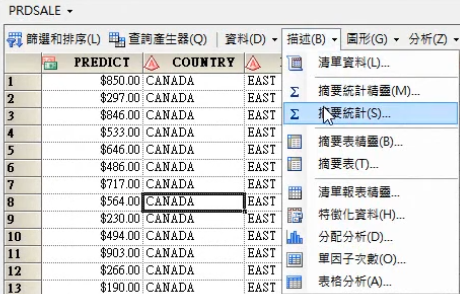 PRDSALE
篩選和排序(L) 查詢產生器(Q) 資料(D) 描述(B) 圖形(G) 分析(Z)
PREDICT COUNTRY
1 $850.00 CANADA EAST
2 $297.00 CANADA EAST
3 $846.00 CANADA EAST
4 $533.00 CANADA EAST
5 $646.00 CANADA EAST
6 $486.00 CANADA EAST
7 $717.00 CANADA EAST
8 $564.00 CANADA EAST
9 $230.00 CANADA EAST
10 $494.00 CANADA EAST
11 $903.00 CANADA EAST
12 $266.00 CANADA EAST
13 $190.00 CANADA EAST
清單資料(L)...
摘要統計精靈(M)...
摘要統計(S)...
摘要表精靈(B)...
摘要表(T)...
清單報表精靈...
特徵化資料(H)...
分配分析(D)...
單因子次數(O)...
表格分析(A)...